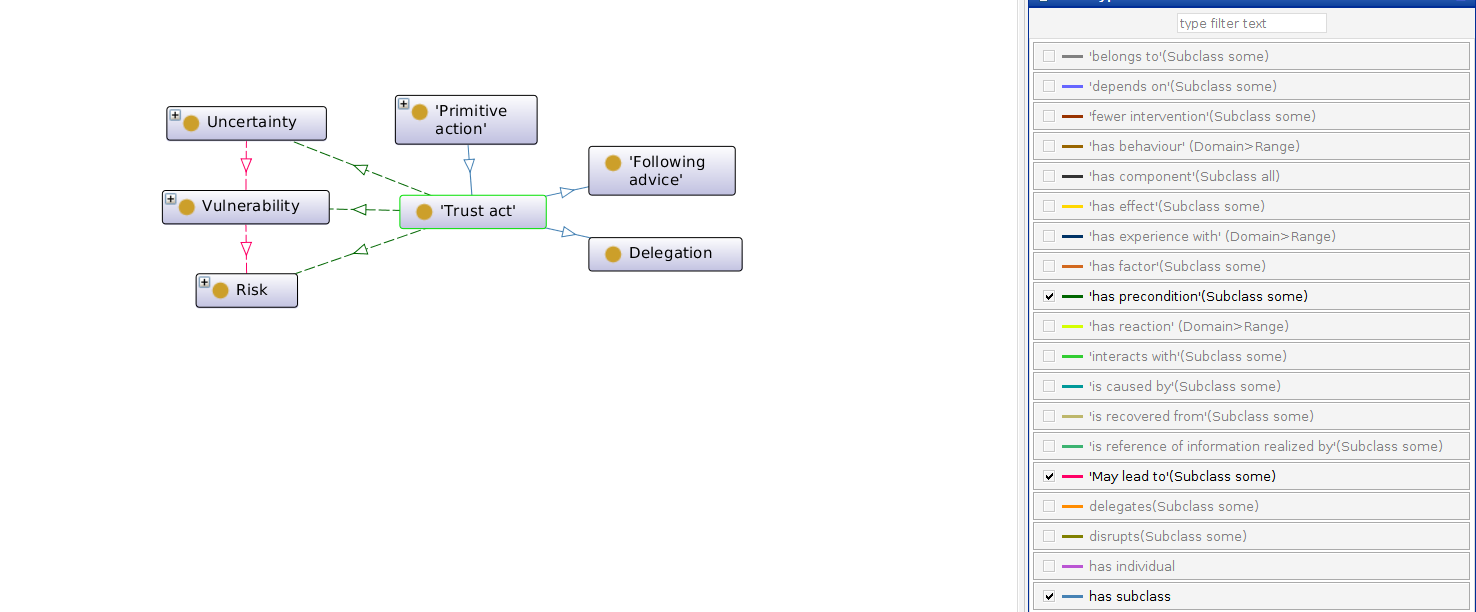 Uncertainty
'Primitive
action'
'Following
advice'
Vulnerability
'Trust act'
Delegation
Risk
type filter text
'belongs to'(Subclass some)
'depends on'(Subclass some)
'fewer intervention'(Subclass some)
'has behaviour' (Domain>Range)
'has component'(Subclass all)
'has effect'(Subclass some)
'has experience with' (Domain>Range)
'has factor'(Subclass some)
'has precondition'(Subclass some)
'has reaction' (Domain>Range)
'interacts with'(Subclass some)
'is caused by'(Subclass some)
'is recovered from'(Subclass some)
'is reference of information realized by'(Subclass some)
'May lead to'(Subclass some)
delegates(Subclass some)
disrupts(Subclass some)
has individual
has subclass